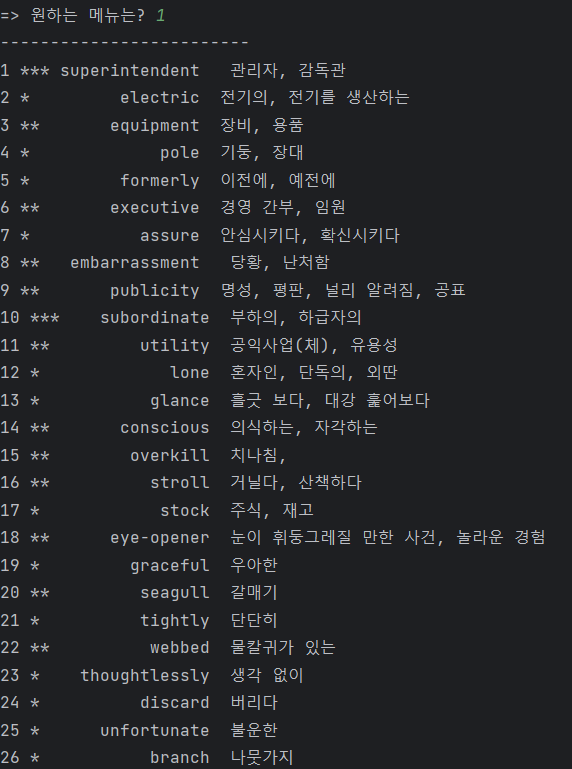 => 원하는 메뉴는? 1
-------------------------
1 *** superintendent 관리자, 감독관
2 * electric 전기의, 전기를 생산하는
3 ** equipment 장비, 용품
4 * pole 기둥, 장대
5 * formerly 이전에, 예전에
6 ** executive 경영 간부, 임원
7 * assure 안심시키다, 확신시키다
8 ** embarrassment 당황, 난처함
9 ** publicity 명성, 평판, 널리 알려짐, 공표
10 *** subordinate 부하의, 하급자의
11 ** utility 공익사업(체), 유용성
12 * lone 혼자인, 단독의, 외딴
13 * glance 흘긋 보다, 대강 훑어보다
14 ** conscious 의식하는, 자각하는
15 ** overkill 치나침,
16 ** stroll 거닐다, 산책하다
17 * stock 주식, 재고
18 ** eye-opener 눈이 휘둥그레질 만한 사건, 놀라운 경험
19 * graceful 우아한
20 ** seagull 갈매기
21 * tightly 단단히
22 ** webbed 물칼귀가 있는
23 * thoughtlessly 생각 없이
24 * discard 버리다
25 * unfortunate 불운한
26 * branch 나뭇가지